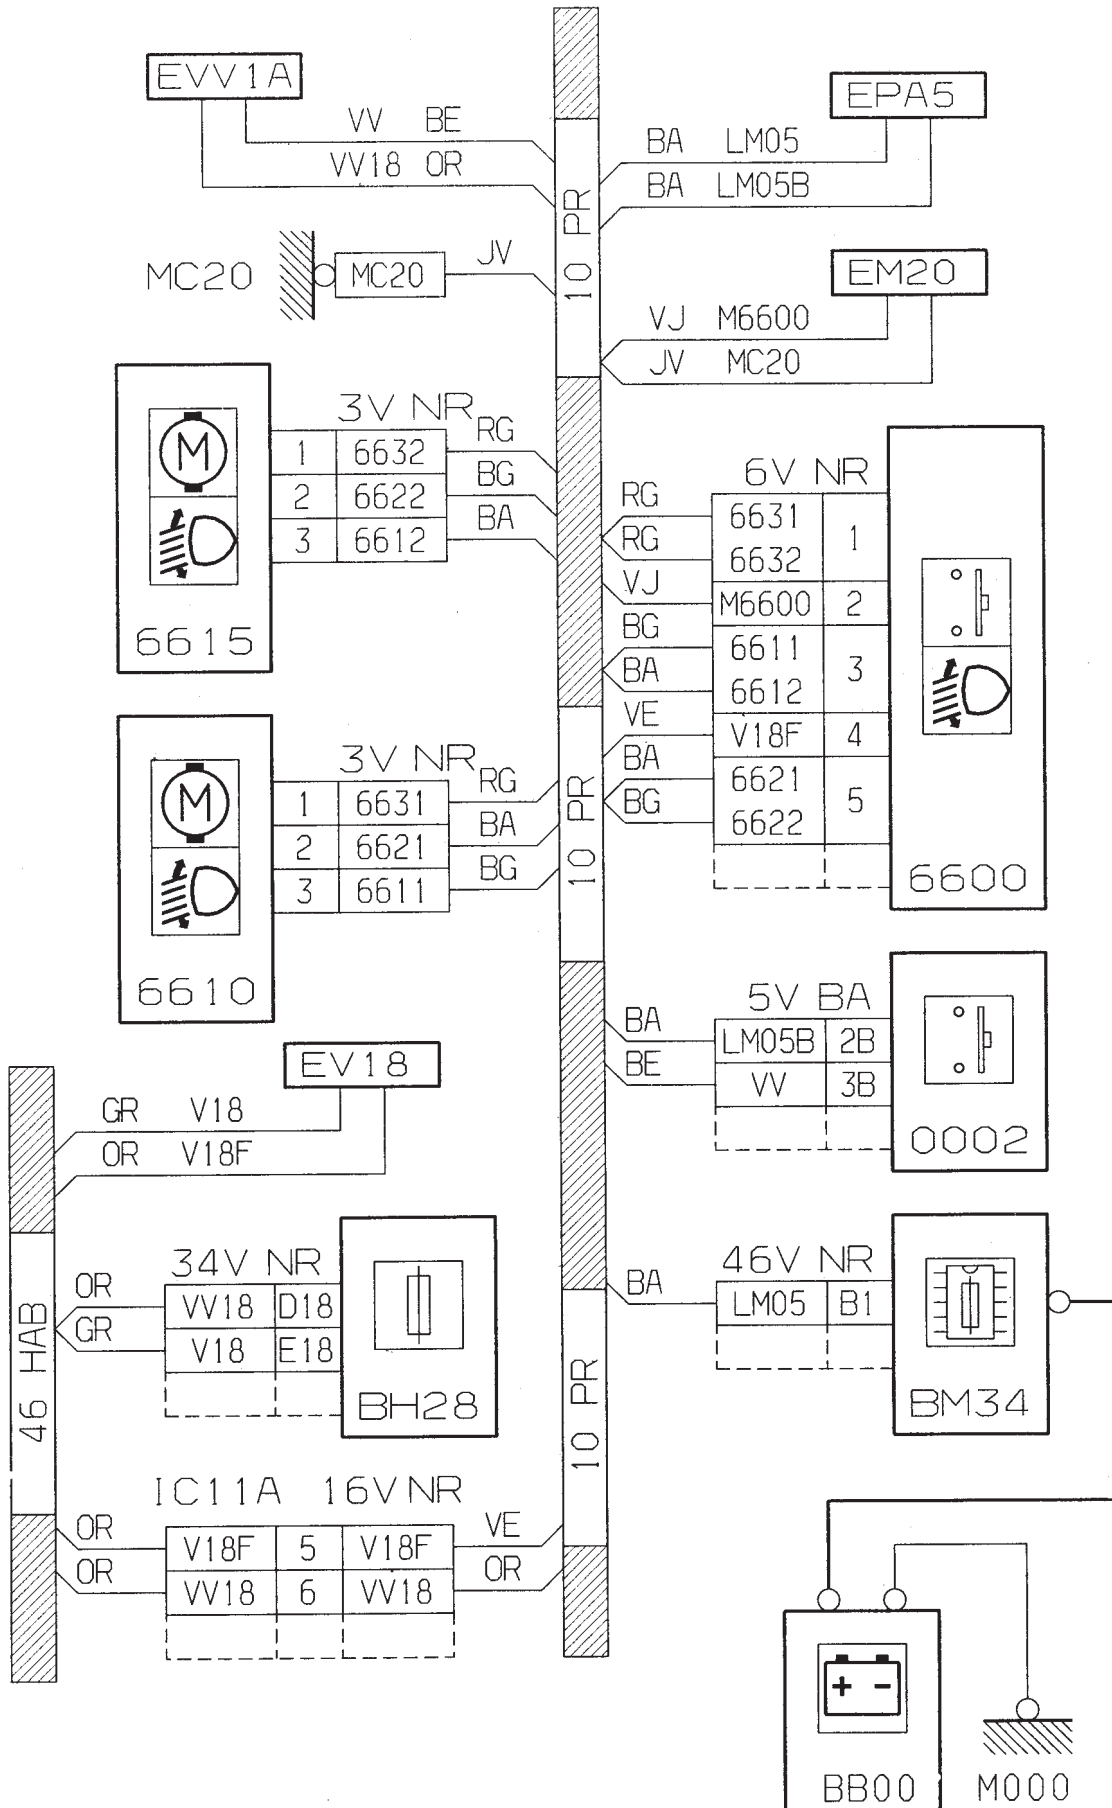 EVV1A
VV BE
VV18 OR
EPA5
BA LM05
BA LM05B
10 PR
MC20 MC20 JV
EM20
VJ M6600
JV MC20
3V NR
1 6632 RG
2 6622 BG
3 6612 BA
M
6615
6V NR
RG 6631
RG 6632 1
VJ M6600 2
BG 6611
BA 6612 3
VE V18F 4
BA 6621
BG 6622 5
6600
3V NR
1 6631 RG
2 6621 BA
3 6611 BG
M
6610
10 PR
5V BA
BA LM05B 2B
BE VV 3B
0002
EV18
GR V18
OR V18F
34V NR
OR VV18 D18
GR V18 E18
BH28
46 HAB
46V NR
BA LM05 B1
BM34
10 PR
IC11A 16V NR
OR V18F 5 V18F VE
OR VV18 6 VV18 OR
+ -
BB00 M000